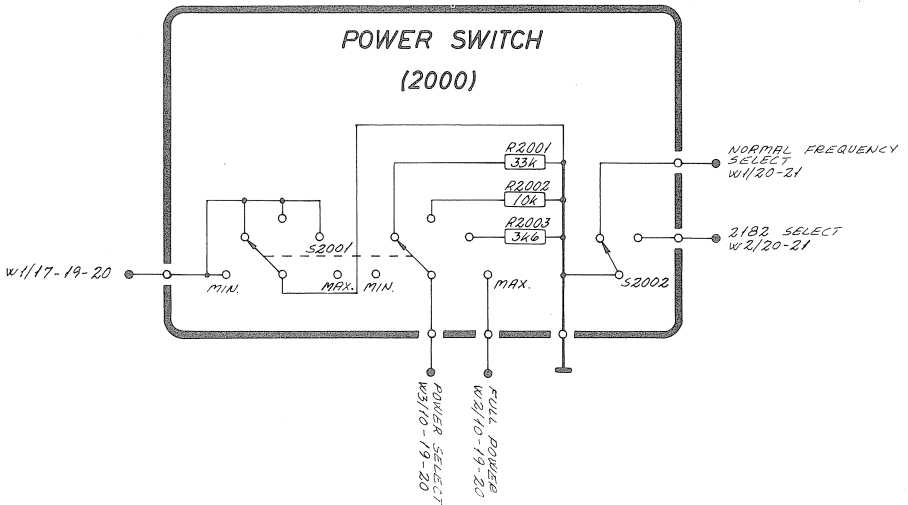 POWER SWITCH
(2000)
R2001
33k
R2002
10k
R2003
3k6
NORMAL FREQUENCY
SELECT
W1/20-21
2182 SELECT
W2/20-21
S2001
S2002
W1/17-19-20
MIN.
MAX.
MIN.
MAX.
POWER SELECT
W3/10-19-20
FULL POWER
W2/10-19-20